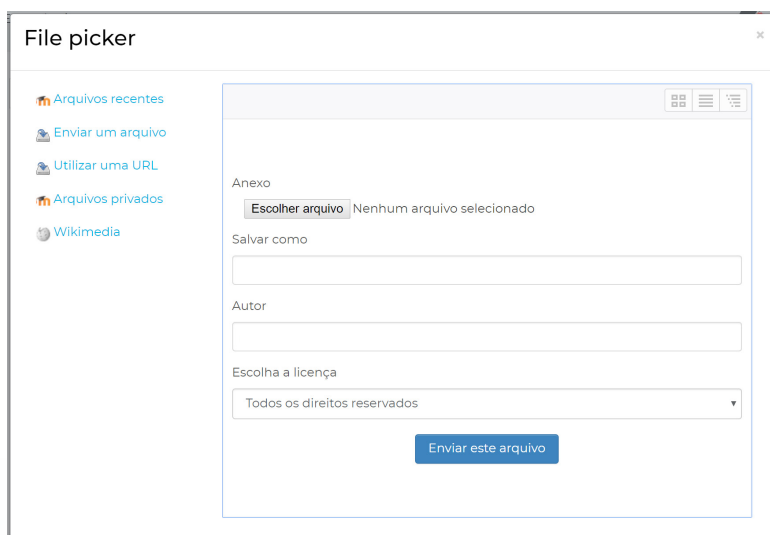 File picker
×
Arquivos recentes
Enviar um arquivo
Utilizar uma URL
Arquivos privados
Wikimedia
Anexo
Escolher arquivo Nenhum arquivo selecionado
Salvar como
Autor
Escolha a licença
Todos os direitos reservados
Enviar este arquivo